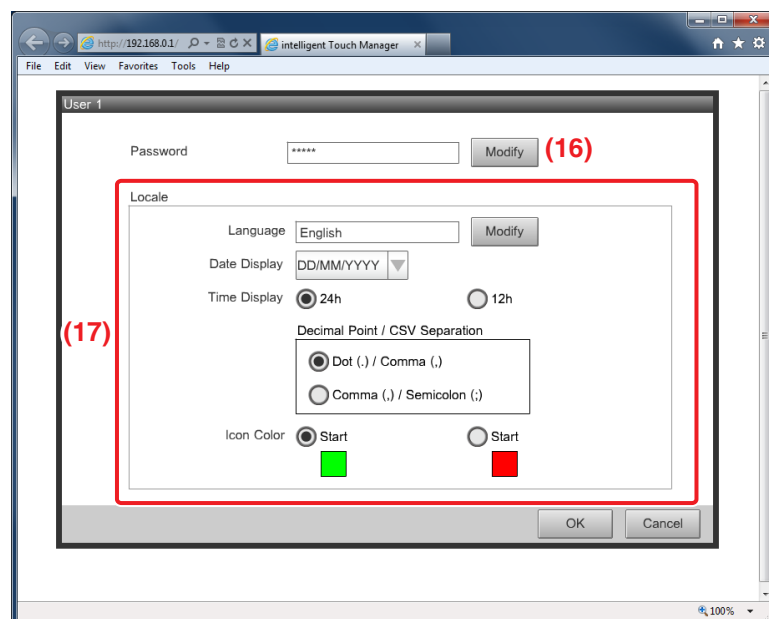 http://192.168.0.1/
intelligent Touch Manager
File Edit View Favorites Tools Help
User 1
Password ***** Modify (16)
Locale
Language English Modify
Date Display DD/MM/YYYY
Time Display 24h 12h
(17)
Decimal Point / CSV Separation
Dot (.) / Comma (,)
Comma (,) / Semicolon (;)
Icon Color Start Start
OK Cancel
100%